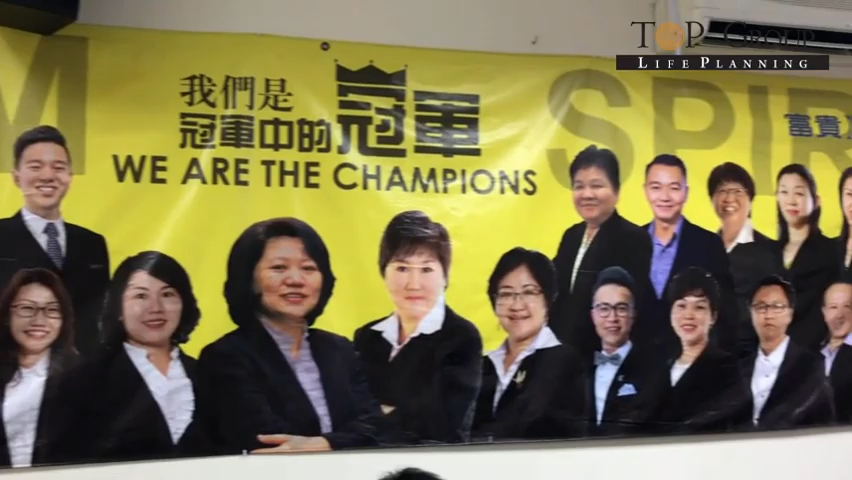 TOP GROUP
LIFE PLANNING
M
我們是
冠軍中的冠軍
WE ARE THE CHAMPIONS
SPIR
富貴